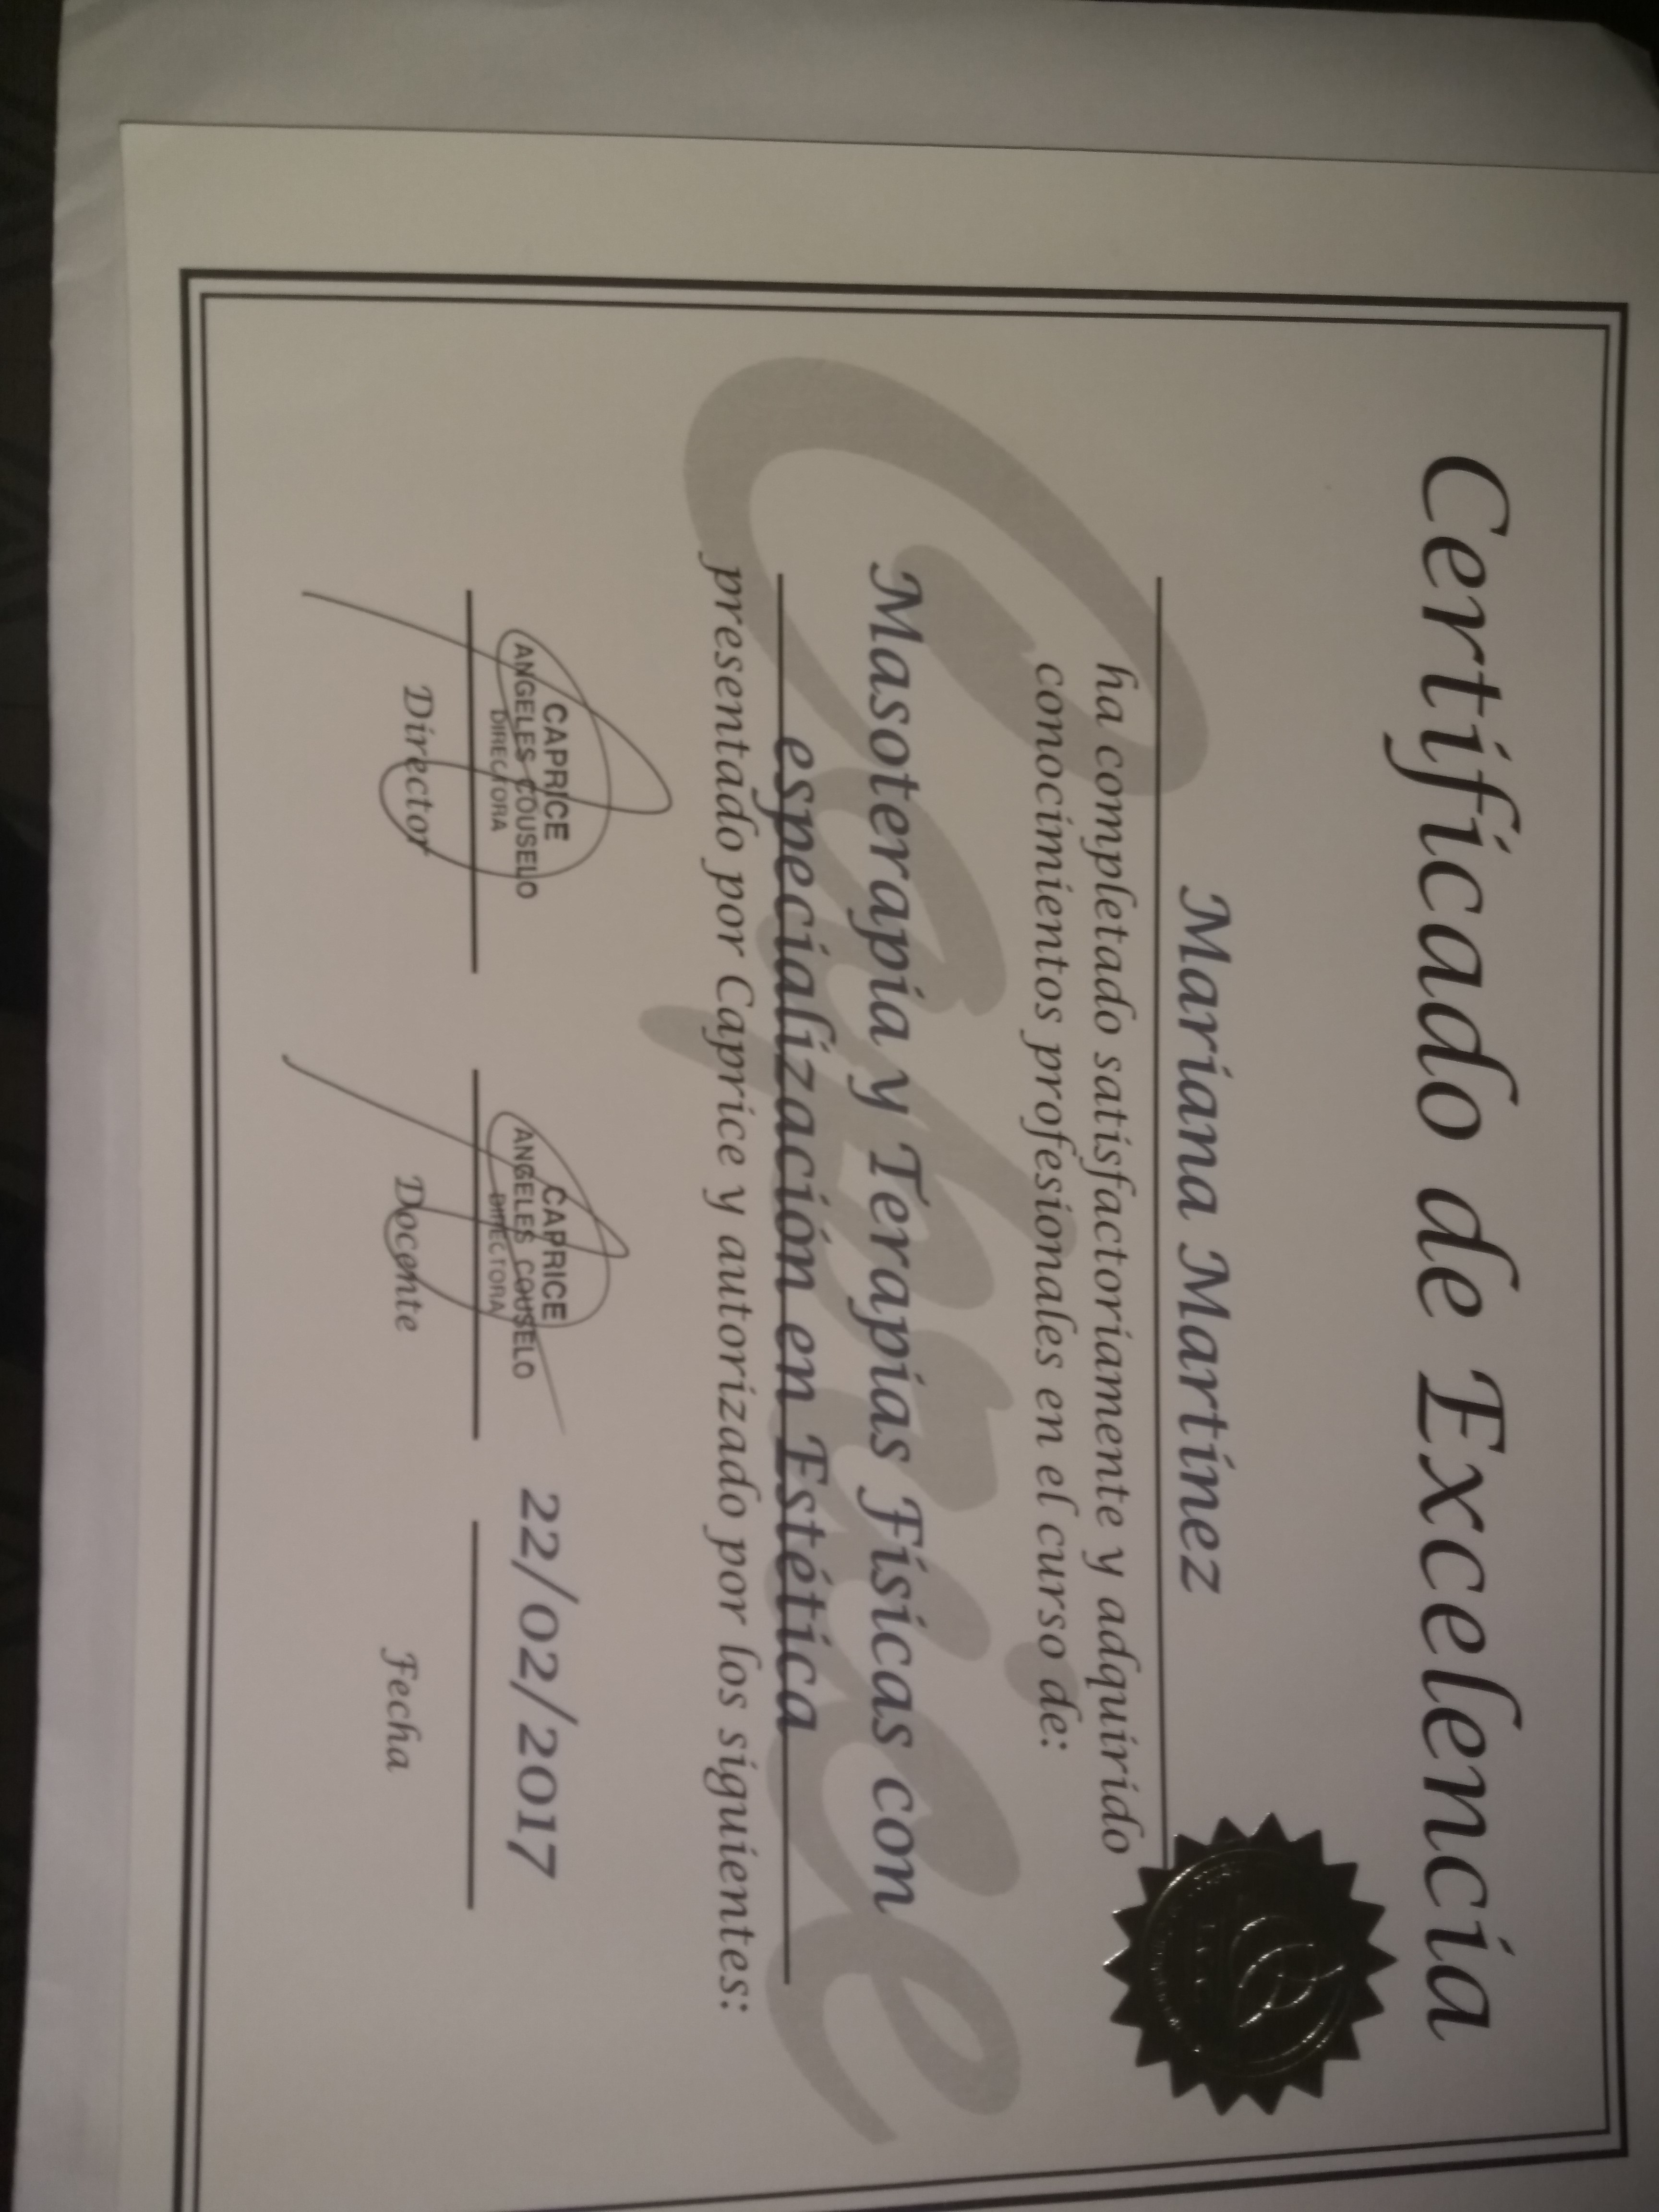 Certificado de Excelencia
Mariana Martínez
ha completado satisfactoriamente y adquirido
conocimientos profesionales en el curso de:
Masoterapia y Terapias Físicas con
especialización en Estética
presentado por Caprice y autorizado por los siguientes:
Caprice
CAPRICE
ANGELES COUSELO
DIRECTORA
Director
CAPRICE
ANGELES COUSELO
DIRECTORA
Docente
22/02/2017
Fecha